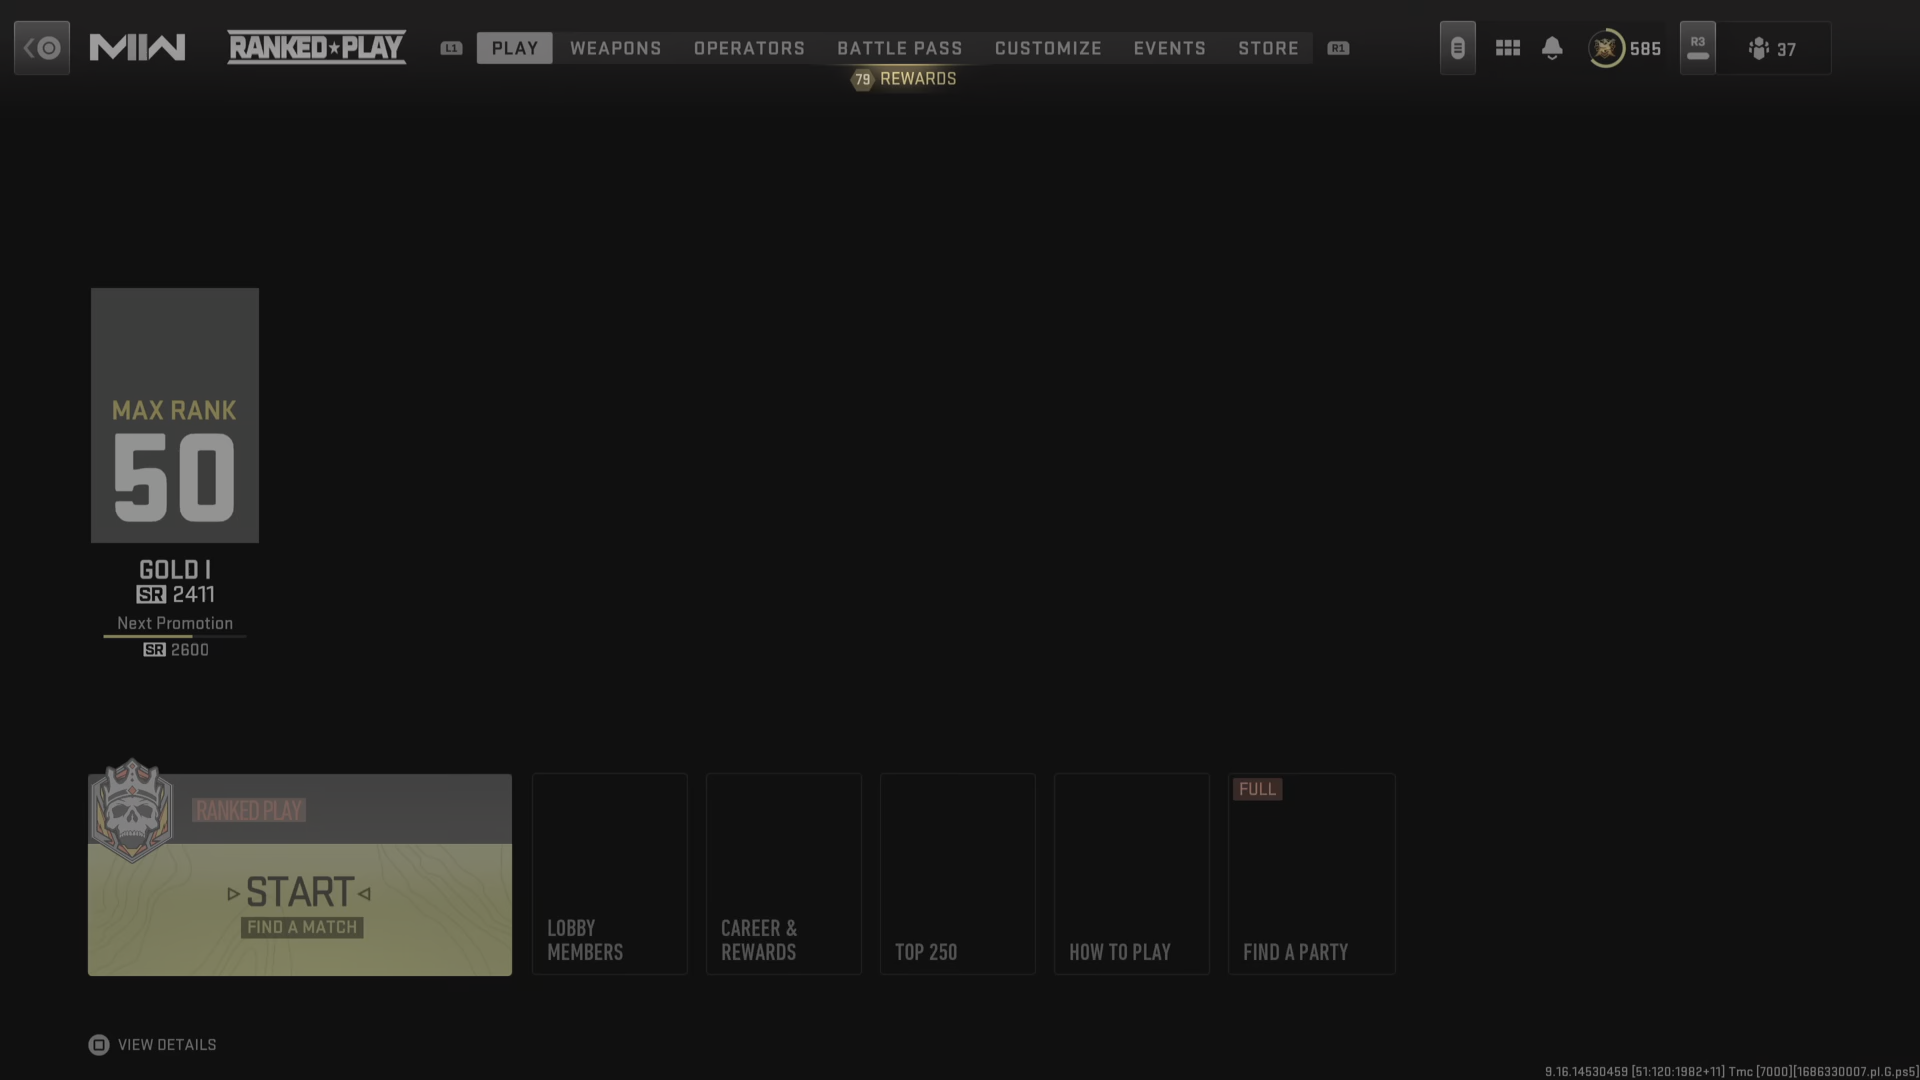 MW RANKED PLAY L1 PLAY WEAPONS OPERATORS BATTLE PASS CUSTOMIZE EVENTS STORE R1 585 R3 37
79 REWARDS
MAX RANK
50
GOLD I
SR 2411
Next Promotion
SR 2600
RANKED PLAY
START
FIND A MATCH
LOBBY
MEMBERS
CAREER &
REWARDS
TOP 250
HOW TO PLAY
FULL
FIND A PARTY
VIEW DETAILS
9.16.14530459 [51:120:1982+11] Tmc [7000][1686330007.pl.G.ps5]